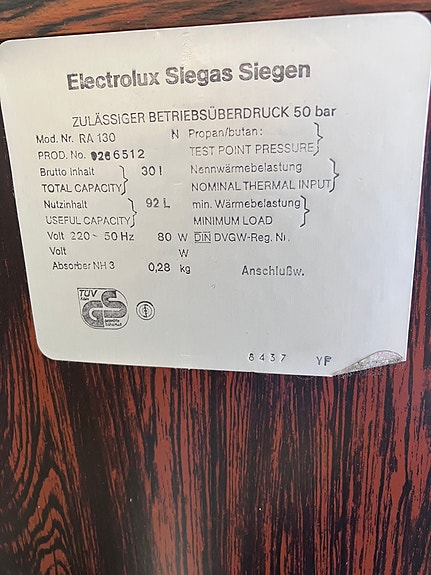 Electrolux Siegas Siegen
ZULÄSSIGER BETRIEBSÜBERDRUCK 50 bar
Mod. Nr. RA 130 N Propan/butan:
PROD. No. 9266512 TEST POINT PRESSURE
Brutto Inhalt 30 l Nennwärmebelastung
TOTAL CAPACITY NOMINAL THERMAL INPUT
Nutzinhalt 92 L min. Wärmebelastung
USEFUL CAPACITY MINIMUM LOAD
Volt 220~ 50 Hz 80 W DIN DVGW-Reg. Nr.
Volt W
Absorber NH 3 0,28 kg Anschlußw.
TÜV
GS
geprüfte
Sicherheit
8437 YF